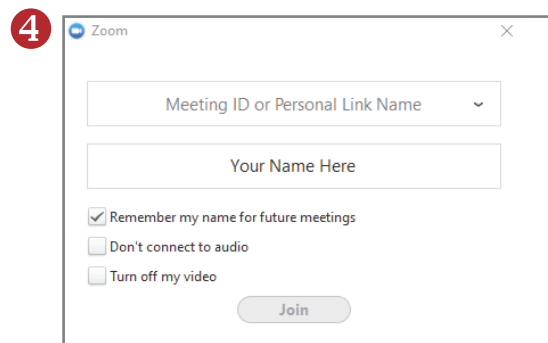 4
Zoom
Meeting ID or Personal Link Name
Your Name Here
Remember my name for future meetings
Don't connect to audio
Turn off my video
Join